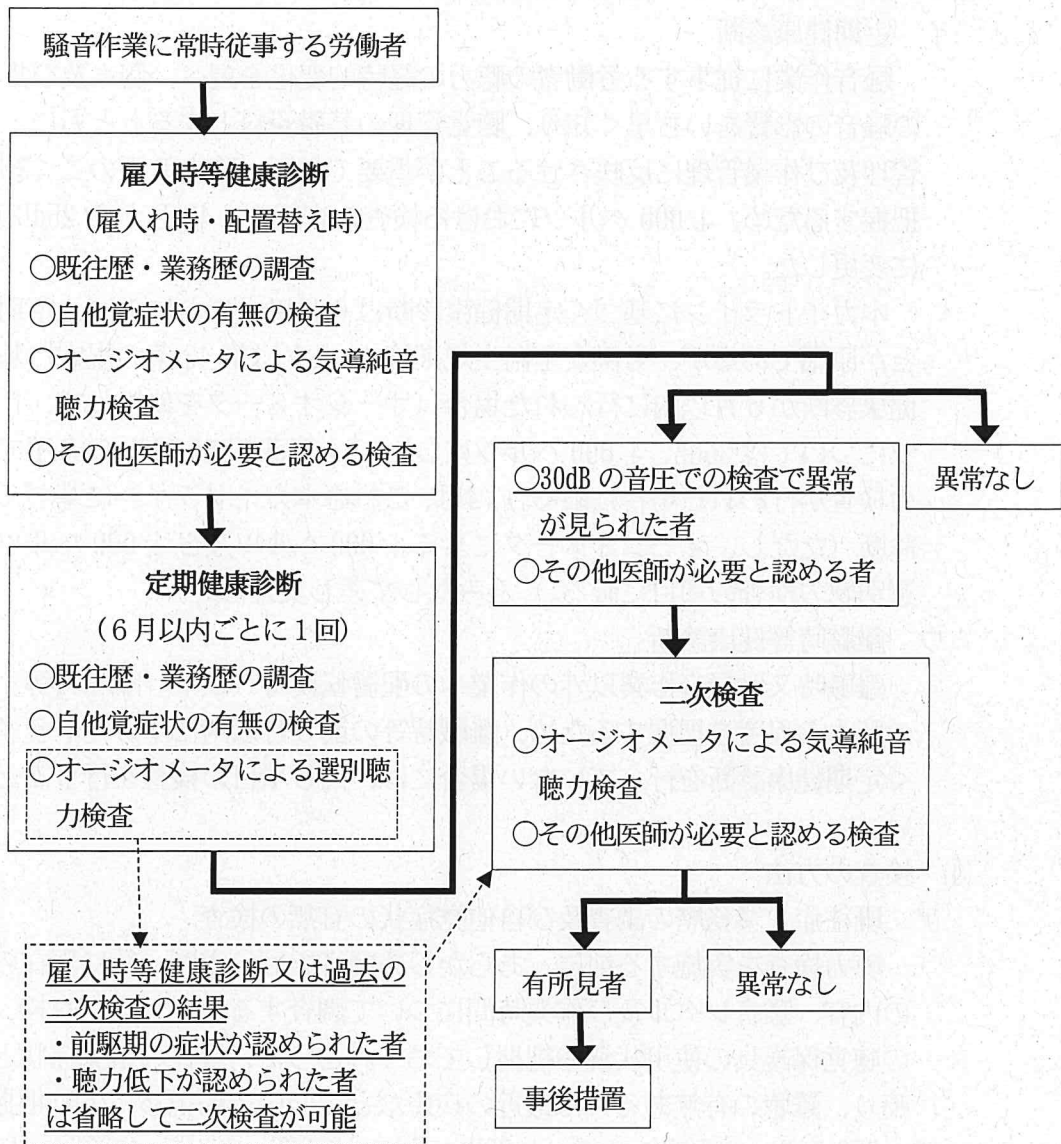 騒音作業に常時従事する労働者
雇入時等健康診断
(雇入れ時・配置替え時)
○既往歴・業務歴の調査
○自他覚症状の有無の検査
○オージオメータによる気導純音
聴力検査
○その他医師が必要と認める検査
定期健康診断
(6月以内ごとに1回)
○既往歴・業務歴の調査
○自他覚症状の有無の検査
○オージオメータによる選別聴
力検査
雇入時等健康診断又は過去の
二次検査の結果
・前駆期の症状が認められた者
・聴力低下が認められた者
は省略して二次検査が可能
○30dB の音圧での検査で異常
が見られた者
○その他医師が必要と認める者
異常なし
二次検査
○オージオメータによる気導純音
聴力検査
○その他医師が必要と認める検査
有所見者
異常なし
事後措置